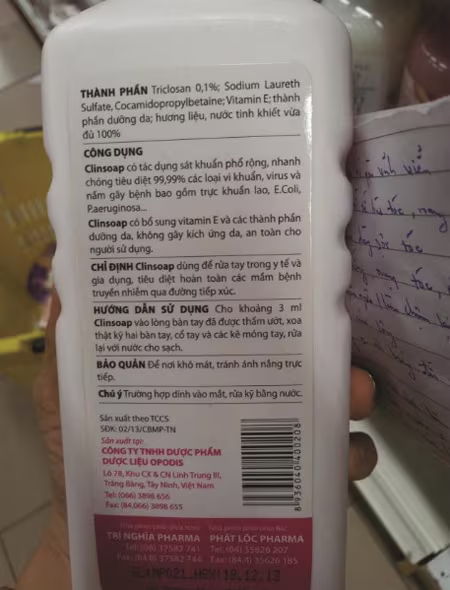 THÀNH PHẦN Triclosan 0,1%; Sodium Laureth
Sulfate, Cocamidopropylbetaine; Vitamin E; thành
phần dưỡng da; hương liệu, nước tinh khiết vừa
đủ 100%
CÔNG DỤNG
Clinsoap có tác dụng sát khuẩn phổ rộng, nhanh
chóng tiêu diệt 99,99% các loại vi khuẩn, virus và
nấm gây bệnh bao gồm trực khuẩn lao, E.Coli,
P.aeruginosa...
Clinsoap có bổ sung vitamin E và các thành phần
dưỡng da, không gây kích ứng da, an toàn cho
người sử dụng.
CHỈ ĐỊNH Clinsoap dùng để rửa tay trong y tế và
gia dụng, tiêu diệt hoàn toàn các mầm bệnh
truyền nhiễm qua đường tiếp xúc.
HƯỚNG DẪN SỬ DỤNG Cho khoảng 3 ml
Clinsoap vào lòng bàn tay đã được thấm ướt, xoa
thật kỹ hai bàn tay, cổ tay và các kẽ móng tay, rửa
lại với nước cho sạch.
BẢO QUẢN Để nơi khô mát, tránh ánh nắng trực
tiếp.
Chú ý Trường hợp dính vào mắt, rửa kỹ bằng nước.
Sản xuất theo TCCS
SĐK: 02/13/CBMP-TN
Sản xuất tại:
CÔNG TY TNHH DƯỢC PHẨM
DƯỢC LIỆU OPODIS
Lô 78, Khu CX & CN Linh Trung III,
Trảng Bàng, Tây Ninh, Việt Nam
Tel: (066) 3898 656
Fax: (84.066) 3898 655
8936040400208
TRÍ NGHĨA PHARMA PHÁT LỘC PHARMA
Tel: (08) 37582 741 Tel: (04) 35626 207
Fax: (84.8) 37582 744 Fax: (84.4) 35626 185